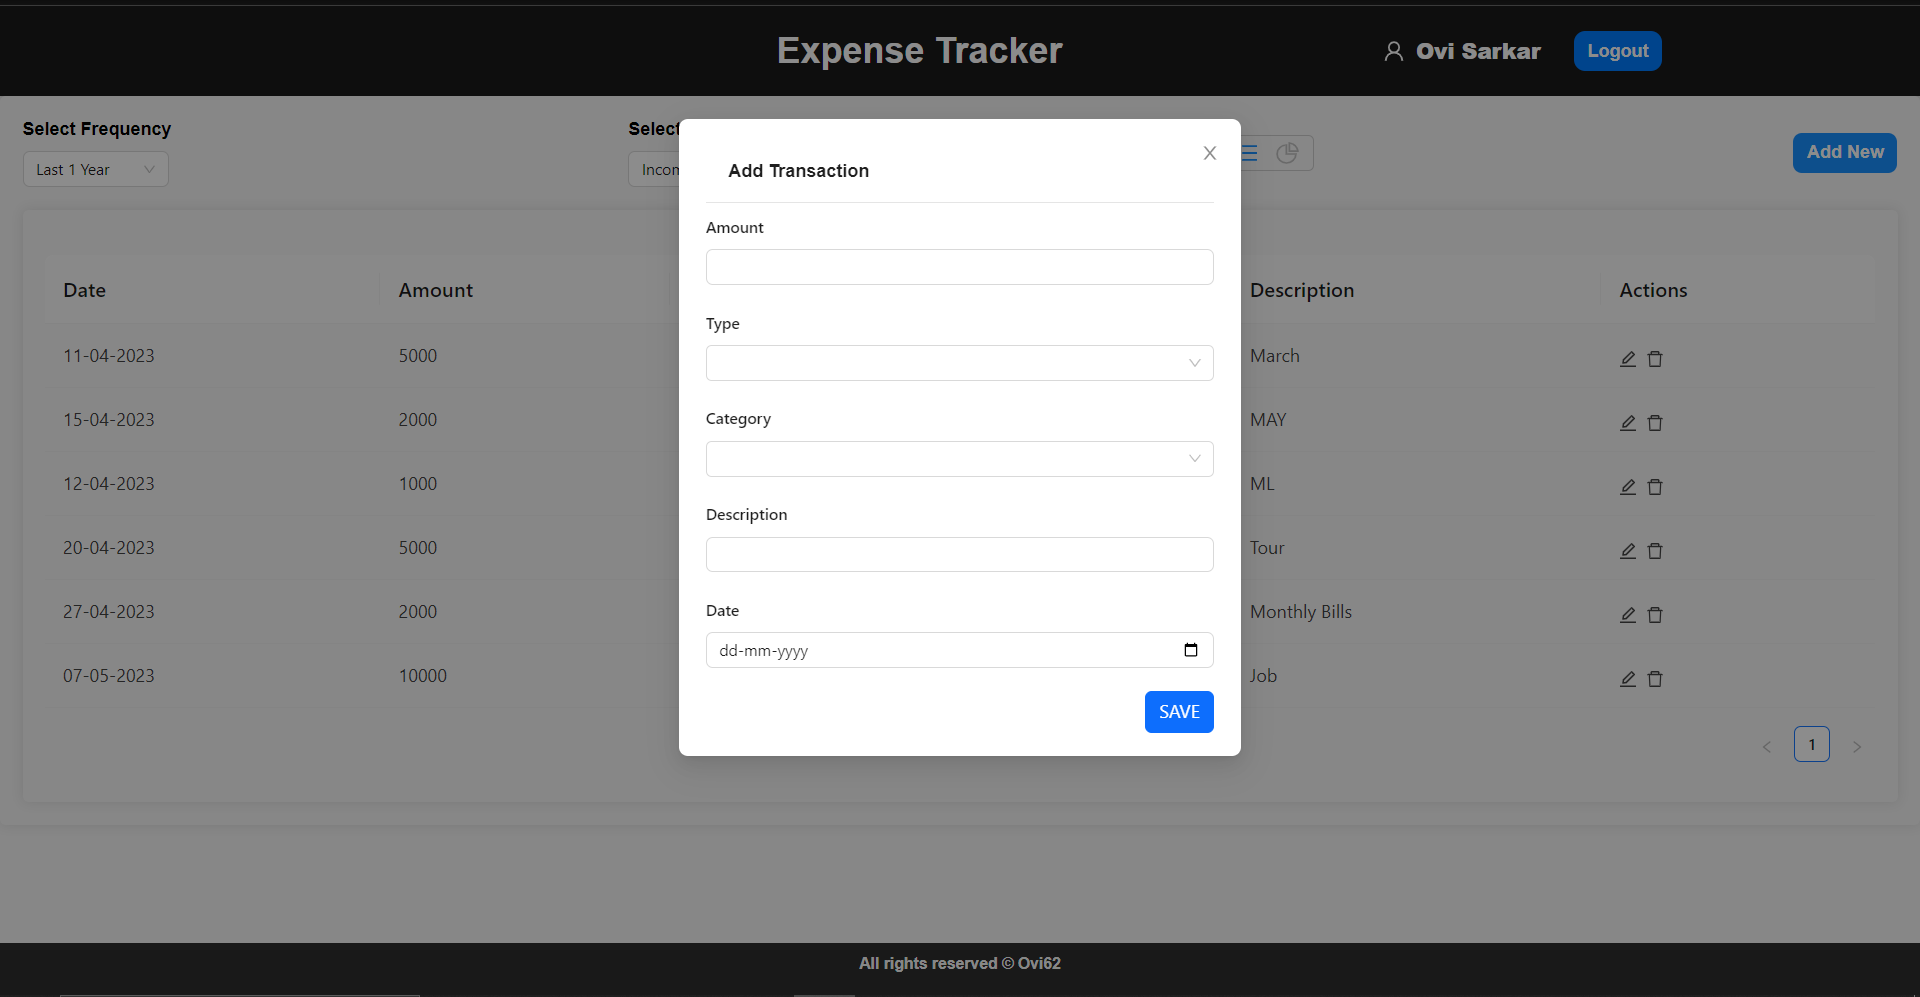 Expense Tracker
Ovi Sarkar
Logout
Select Frequency
Last 1 Year
Select
Add New
Add Transaction
Amount
Type
Category
Description
Date
dd-mm-yyyy
SAVE
Date Amount Description Actions
11-04-2023 5000 March
15-04-2023 2000 MAY
12-04-2023 1000 ML
20-04-2023 5000 Tour
27-04-2023 2000 Monthly Bills
07-05-2023 10000 Job
1
All rights reserved © Ovi62